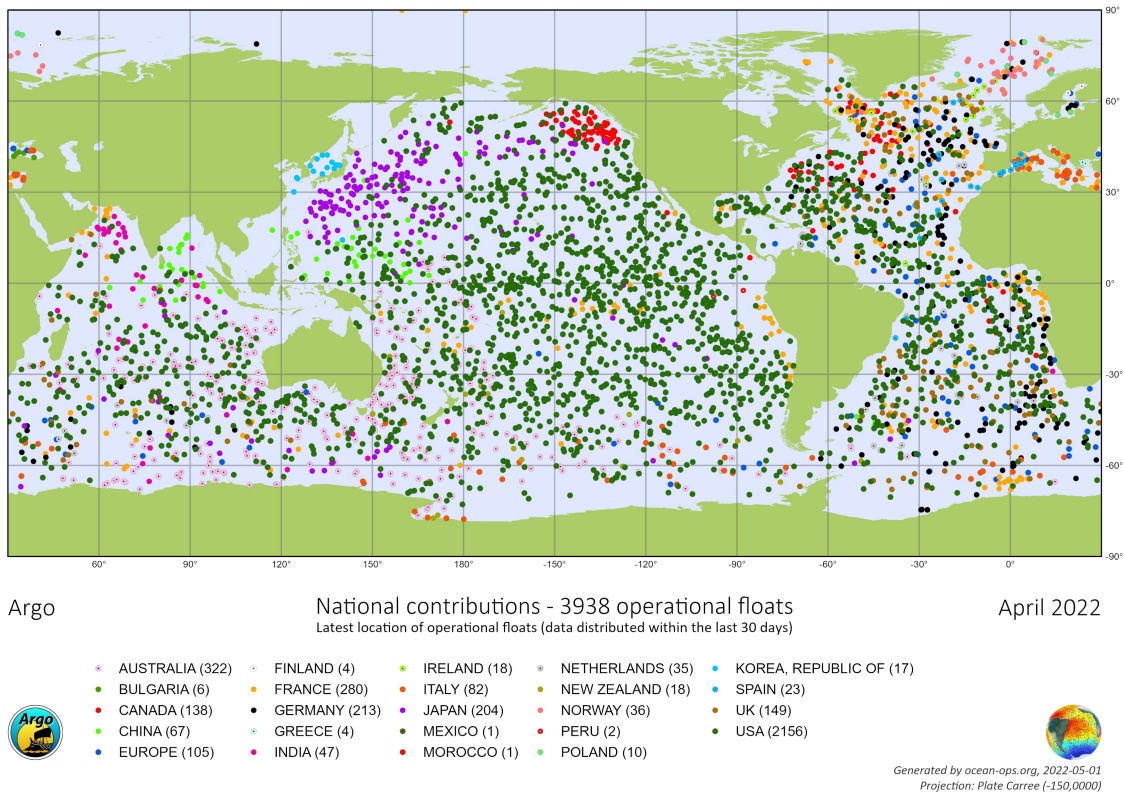 90°
60°
30°
0°
-30°
-60°
-90°
60° 90° 120° 150° 180° -150° -120° -90° -60° -30° 0°
Argo National contributions - 3938 operational floats April 2022
Latest location of operational floats (data distributed within the last 30 days)
AUSTRALIA (322) FINLAND (4) IRELAND (18) NETHERLANDS (35) KOREA, REPUBLIC OF (17)
BULGARIA (6) FRANCE (280) ITALY (82) NEW ZEALAND (18) SPAIN (23)
CANADA (138) GERMANY (213) JAPAN (204) NORWAY (36) UK (149)
CHINA (67) GREECE (4) MEXICO (1) PERU (2) USA (2156)
EUROPE (105) INDIA (47) MOROCCO (1) POLAND (10)
Argo
Generated by ocean-ops.org, 2022-05-01
Projection: Plate Carree (-150,0000)